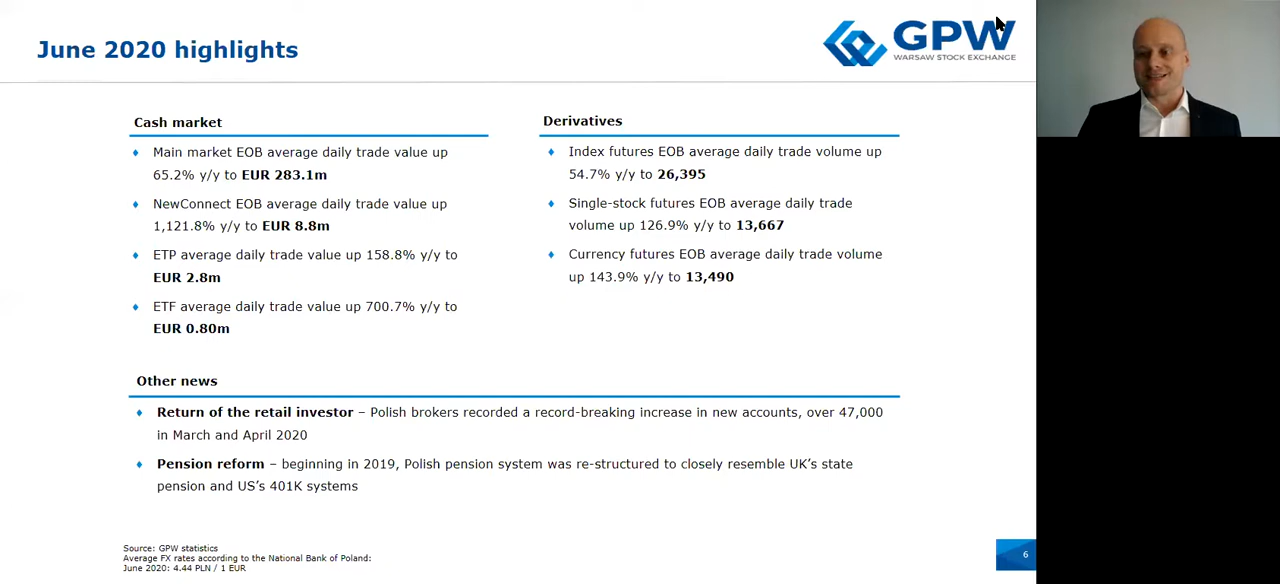 June 2020 highlights
GPW
WARSAW STOCK EXCHANGE
Cash market
♦ Main market EOB average daily trade value up
65.2% y/y to EUR 283.1m
♦ NewConnect EOB average daily trade value up
1,121.8% y/y to EUR 8.8m
♦ ETP average daily trade value up 158.8% y/y to
EUR 2.8m
♦ ETF average daily trade value up 700.7% y/y to
EUR 0.80m
Derivatives
♦ Index futures EOB average daily trade volume up
54.7% y/y to 26,395
♦ Single-stock futures EOB average daily trade
volume up 126.9% y/y to 13,667
♦ Currency futures EOB average daily trade volume
up 143.9% y/y to 13,490
Other news
♦ Return of the retail investor – Polish brokers recorded a record-breaking increase in new accounts, over 47,000
in March and April 2020
♦ Pension reform – beginning in 2019, Polish pension system was re-structured to closely resemble UK's state
pension and US's 401K systems
Source: GPW statistics
Average FX rates according to the National Bank of Poland:
June 2020: 4.44 PLN / 1 EUR
6